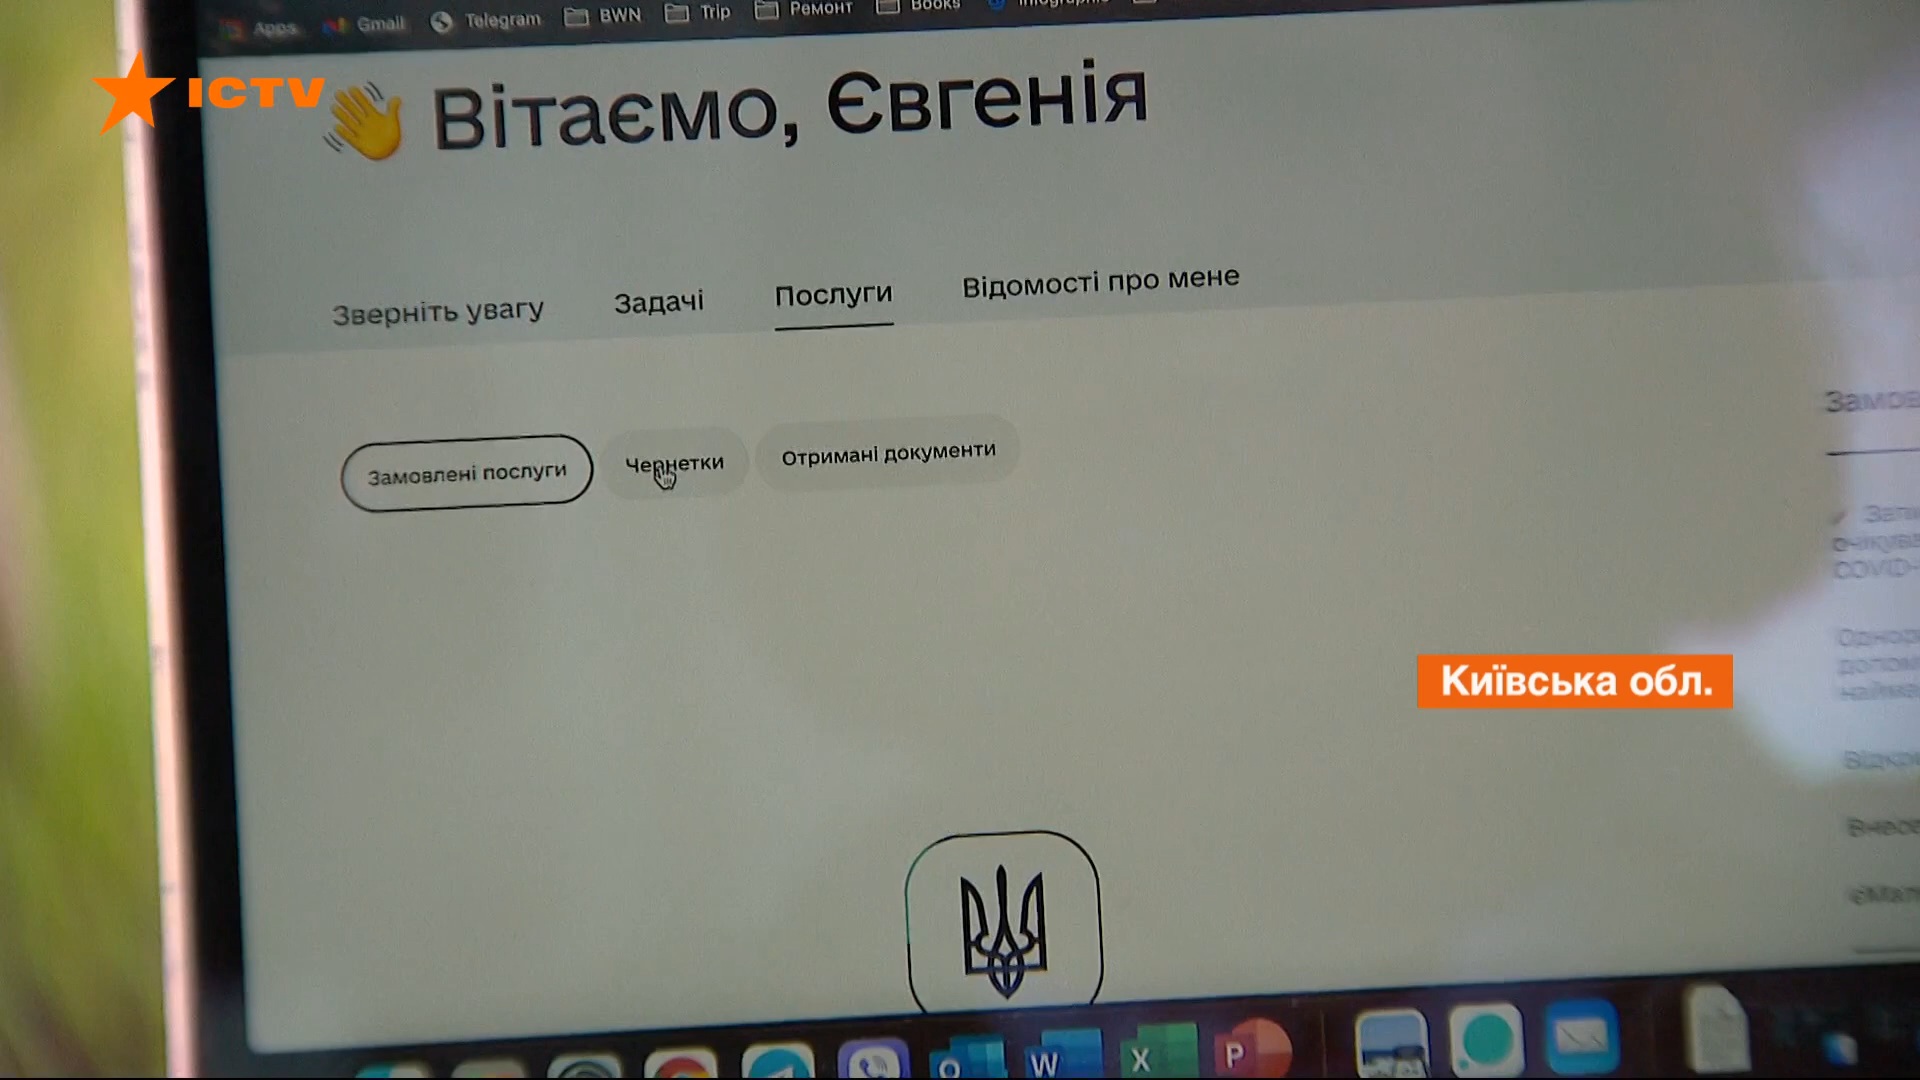 Apps Gmail Telegram BWN Trip Ремонт Books
ICTV
Вітаємо, Євгенія
Зверніть увагу Задачі Послуги Відомості про мене
Замовлені послуги Чернетки Отримані документи
COVID-
Київська обл.
O W X P